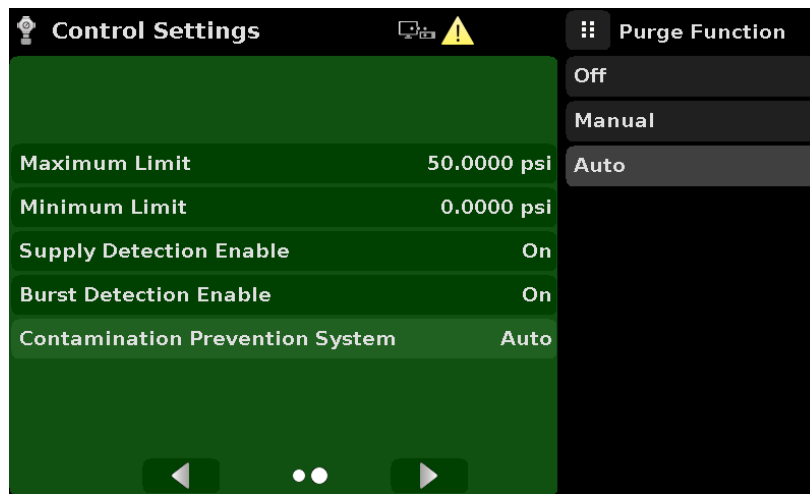 Control Settings
Purge Function
Off
Manual
Maximum Limit 50.0000 psi
Auto
Minimum Limit 0.0000 psi
Supply Detection Enable On
Burst Detection Enable On
Contamination Prevention System Auto